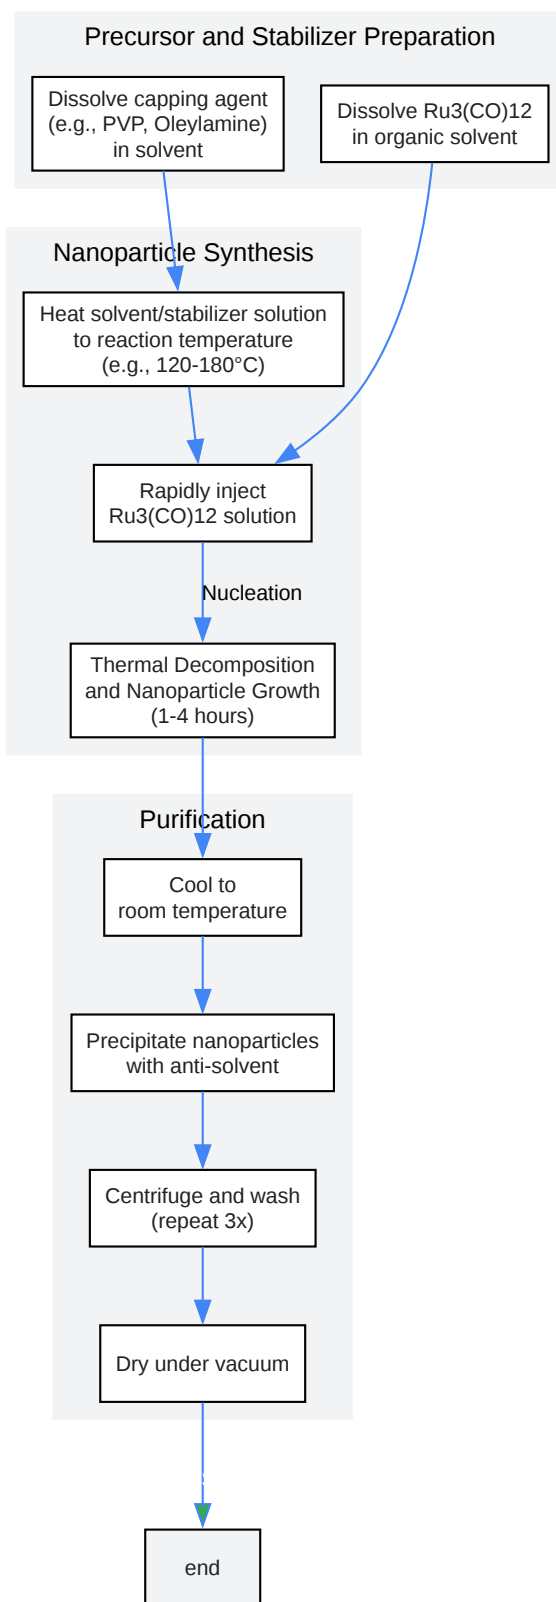 Precursor and Stabilizer Preparation
Dissolve capping agent
(e.g., PVP, Oleylamine)
in solvent
Dissolve Ru3(CO)12
in organic solvent
Nanoparticle Synthesis
Heat solvent/stabilizer solution
to reaction temperature
(e.g., 120-180°C)
Rapidly inject
Ru3(CO)12 solution
Nucleation
Thermal Decomposition
and Nanoparticle Growth
(1-4 hours)
Purification
Cool to
room temperature
Precipitate nanoparticles
with anti-solvent
Centrifuge and wash
(repeat 3x)
Dry under vacuum
end